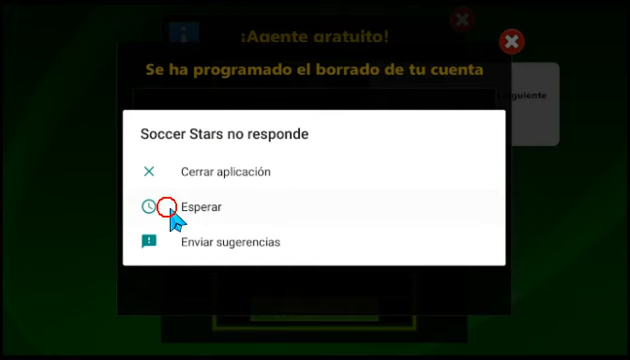 ¡Agente gratuito!
Se ha programado el borrado de tu cuenta
siguiente
Soccer Stars no responde
Cerrar aplicación
Esperar
Enviar sugerencias